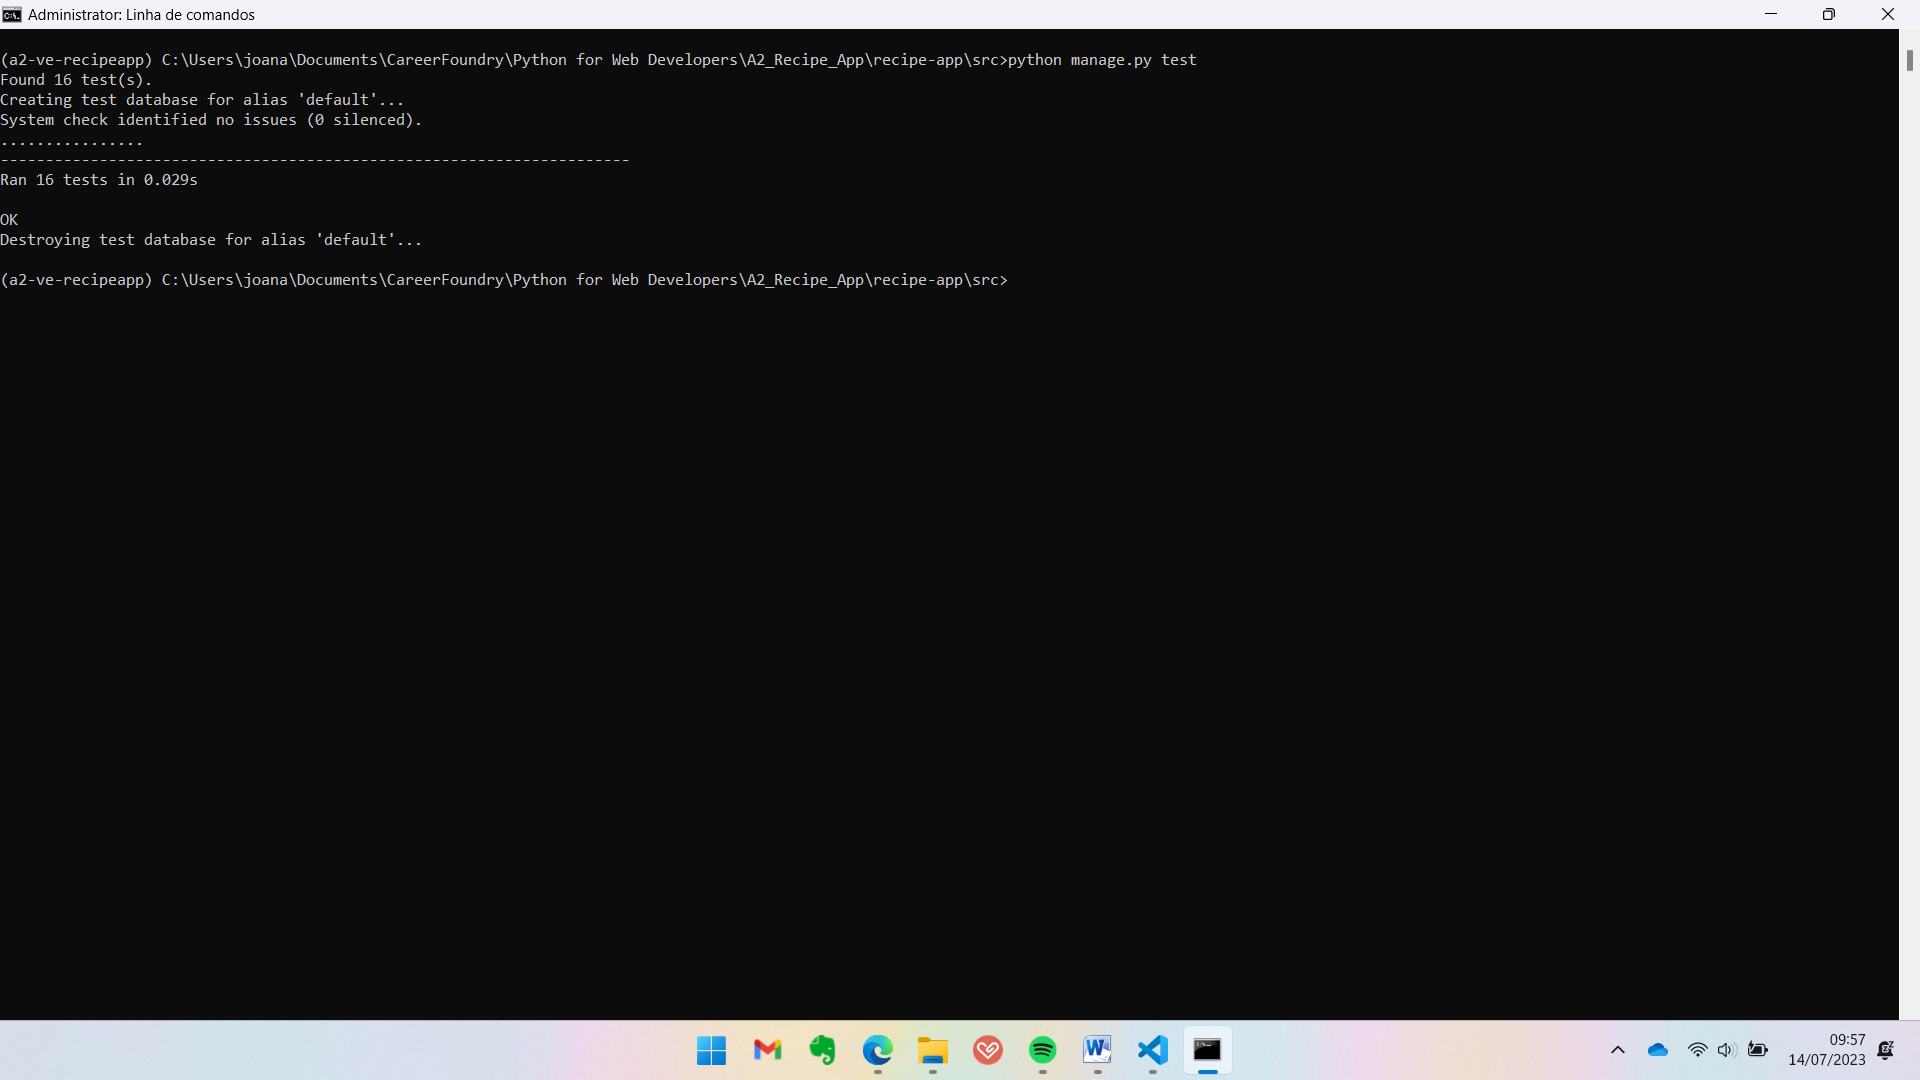 Administrator: Linha de comandos
(a2-ve-recipeapp) C:\Users\joana\Documents\CareerFoundry\Python for Web Developers\A2_Recipe_App\recipe-app\src>python manage.py test
Found 16 test(s).
Creating test database for alias 'default'...
System check identified no issues (0 silenced).
................
----------------------------------------------------------------------
Ran 16 tests in 0.029s
OK
Destroying test database for alias 'default'...
(a2-ve-recipeapp) C:\Users\joana\Documents\CareerFoundry\Python for Web Developers\A2_Recipe_App\recipe-app\src>
09:57
14/07/2023